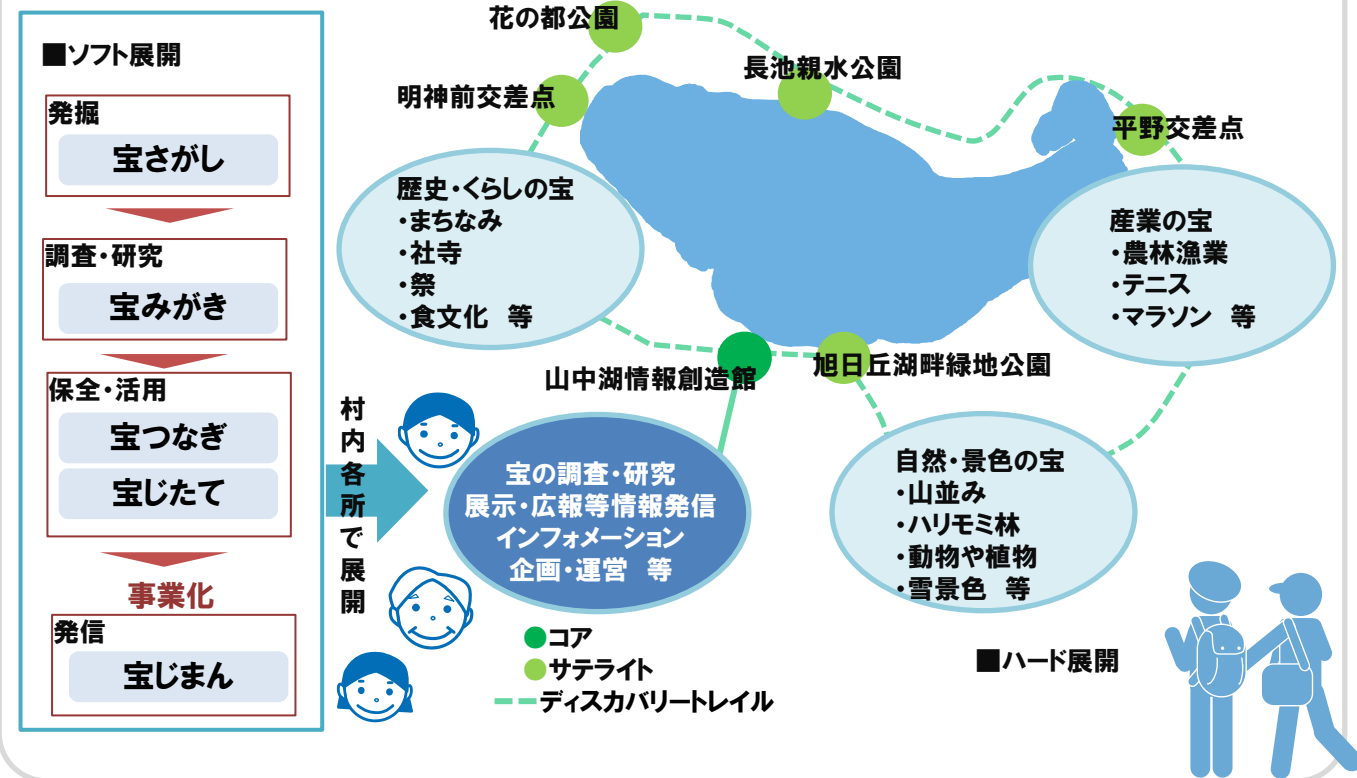 ■ソフト展開
発掘
宝さがし
調査・研究
宝みがき
保全・活用
宝つなぎ
宝じたて
事業化
発信
宝じまん
村内各所で展開
花の都公園
明神前交差点
長池親水公園
平野交差点
歴史・くらしの宝
・まちなみ
・社寺
・祭
・食文化　等
産業の宝
・農林漁業
・テニス
・マラソン　等
山中湖情報創造館
旭日丘湖畔緑地公園
宝の調査・研究
展示・広報等情報発信
インフォメーション
企画・運営　等
自然・景色の宝
・山並み
・ハリモミ林
・動物や植物
・雪景色　等
コア
サテライト
ディスカバリートレイル
■ハード展開